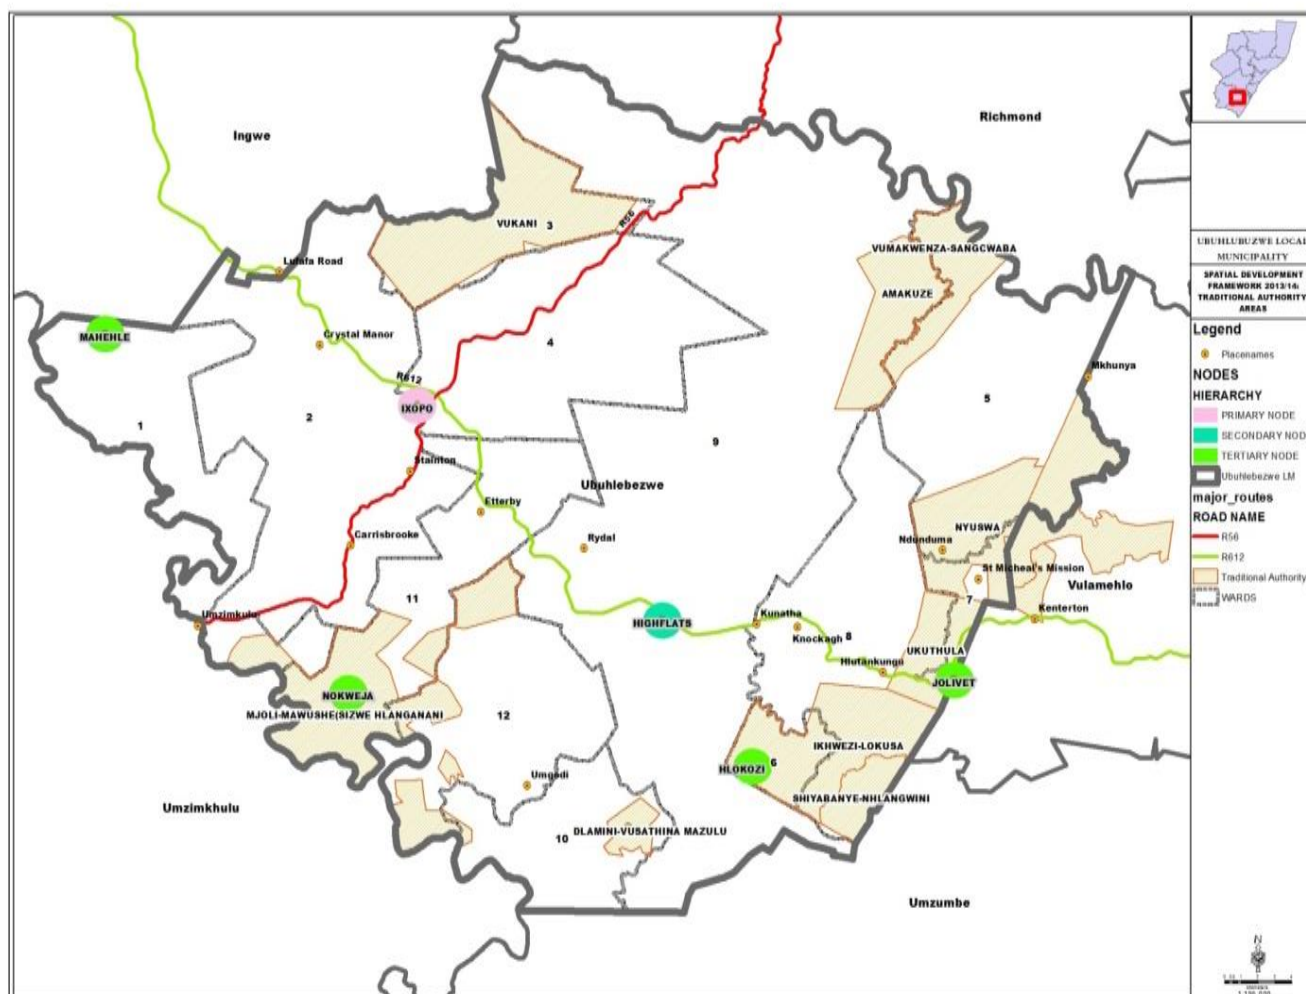 Ingwe
Richmond
R56
VUKANI
3
VUMAKWENZA-SANGCWABA
Lufafa Road
AMAKUZE
MAHEHLE
Crystal Manor
4
Mkhunya
R612
IXOPO
5
2
1
9
Stainton
Ubuhlebezwe
Etterby
NYUSWA
Carrisbrooke
Rydal
Ndunduma
St Micheal's Mission
Vulamehlo
11
7
Umzimkulu
Kunatha
Kenterton
HIGHFLATS
Knockagh
8
UKUTHULA
Hlutankungu
JOLIVET
NOKWEJA
MJOLI-MAWUSHE(SIZWE HLANGANANI
12
IKHWEZI-LOKUSA
HLOKOZI
6
Umgodi
SHIYABANYE-NHLANGWINI
Umzimkhulu
DLAMINI-VUSATHINA MAZULU
10
Umzumbe
UBUHLUBUZWE LOCAL
MUNICIPALITY
SPATIAL DEVELOPMENT
FRAMEWORK 2013/14:
TRADITIONAL AUTHORITY
AREAS
Legend
Placenames
NODES
HIERARCHY
PRIMARY NODE
SECONDARY NOD
TERTIARY NODE
Ubuhlebezwe LM
major_routes
ROAD NAME
R56
R612
Traditional Authority
WARDS
N